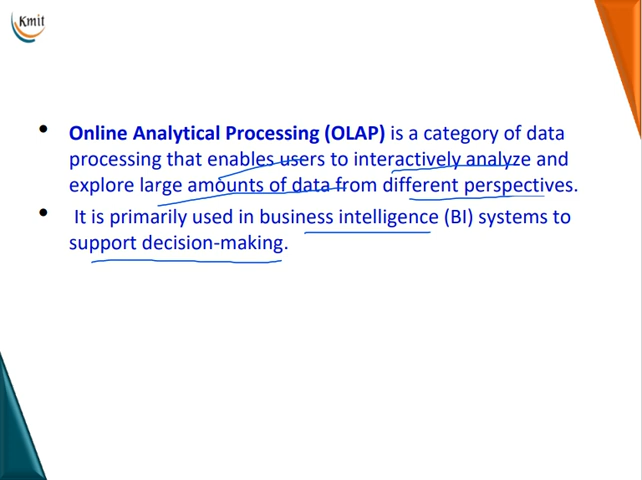 Kmit
• Online Analytical Processing (OLAP) is a category of data
processing that enables users to interactively analyze and
explore large amounts of data from different perspectives.
• It is primarily used in business intelligence (BI) systems to
support decision-making.